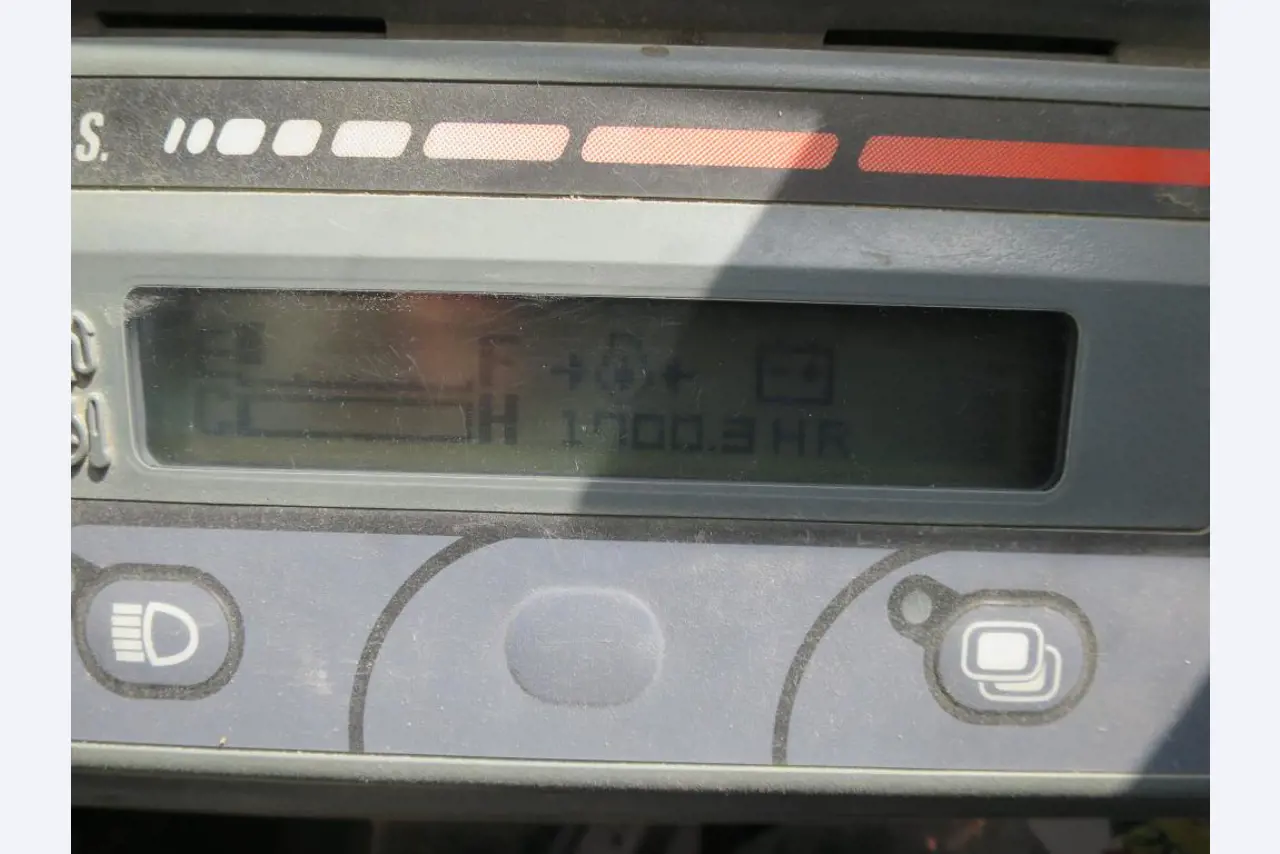 S.
E F
C H 1700.3 HR